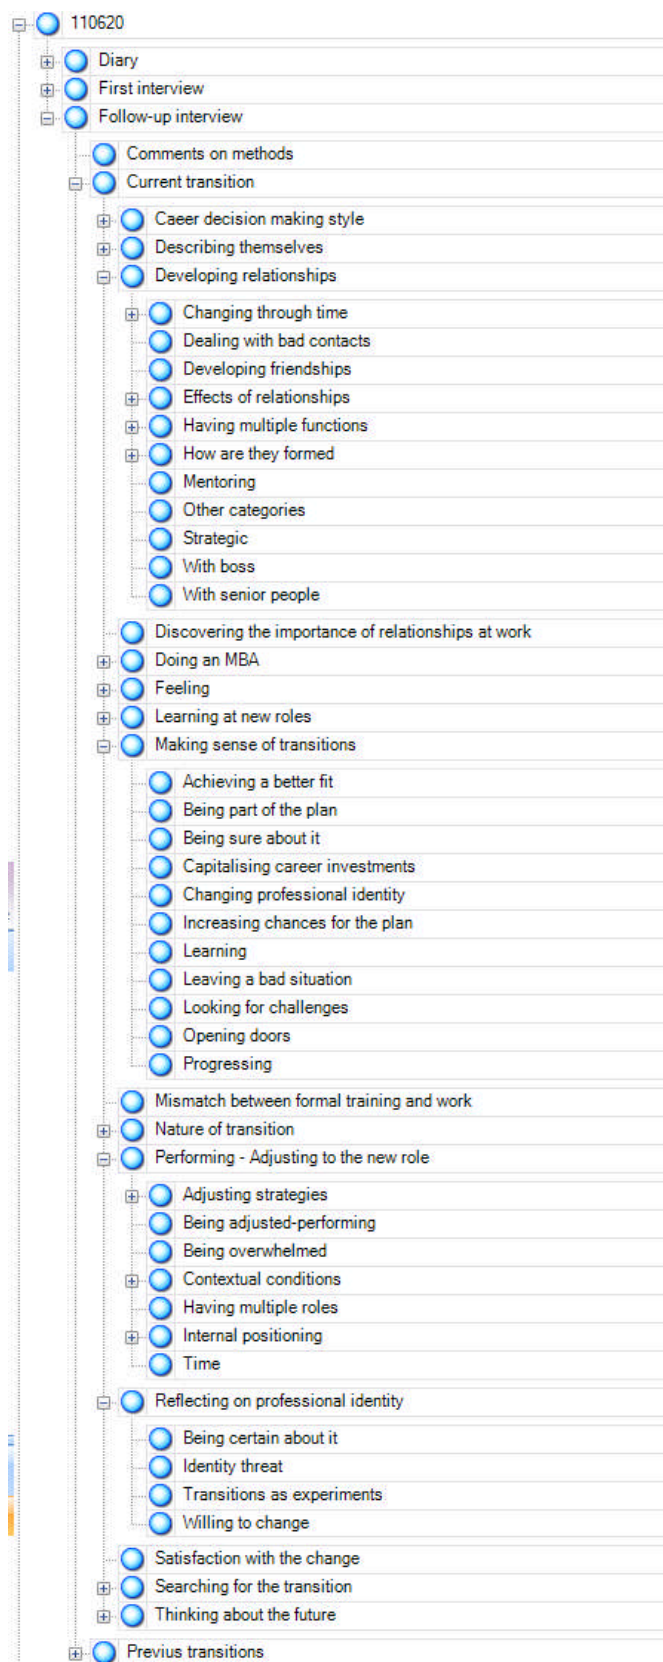 110620
Diary
First interview
Follow-up interview
Comments on methods
Current transition
Caeer decision making style
Describing themselves
Developing relationships
Changing through time
Dealing with bad contacts
Developing friendships
Effects of relationships
Having multiple functions
How are they formed
Mentoring
Other categories
Strategic
With boss
With senior people
Discovering the importance of relationships at work
Doing an MBA
Feeling
Learning at new roles
Making sense of transitions
Achieving a better fit
Being part of the plan
Being sure about it
Capitalising career investments
Changing professional identity
Increasing chances for the plan
Learning
Leaving a bad situation
Looking for challenges
Opening doors
Progressing
Mismatch between formal training and work
Nature of transition
Performing - Adjusting to the new role
Adjusting strategies
Being adjusted-performing
Being overwhelmed
Contextual conditions
Having multiple roles
Internal positioning
Time
Reflecting on professional identity
Being certain about it
Identity threat
Transitions as experiments
Willing to change
Satisfaction with the change
Searching for the transition
Thinking about the future
Previus transitions